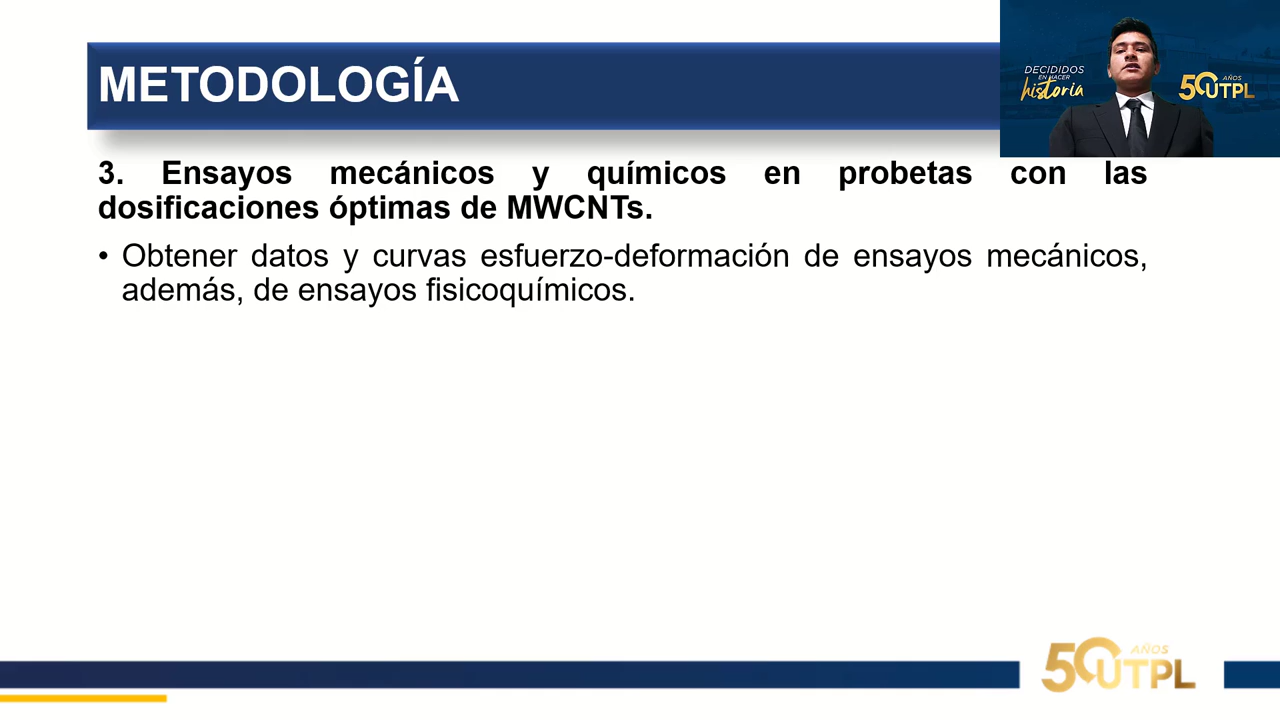 METODOLOGÍA
DECIDIDOS
EN HACER
historia
50 AÑOS
UTPL
3. Ensayos mecánicos y químicos en probetas con las
dosificaciones óptimas de MWCNTs.
• Obtener datos y curvas esfuerzo-deformación de ensayos mecánicos,
además, de ensayos fisicoquímicos.
50 AÑOS
UTPL